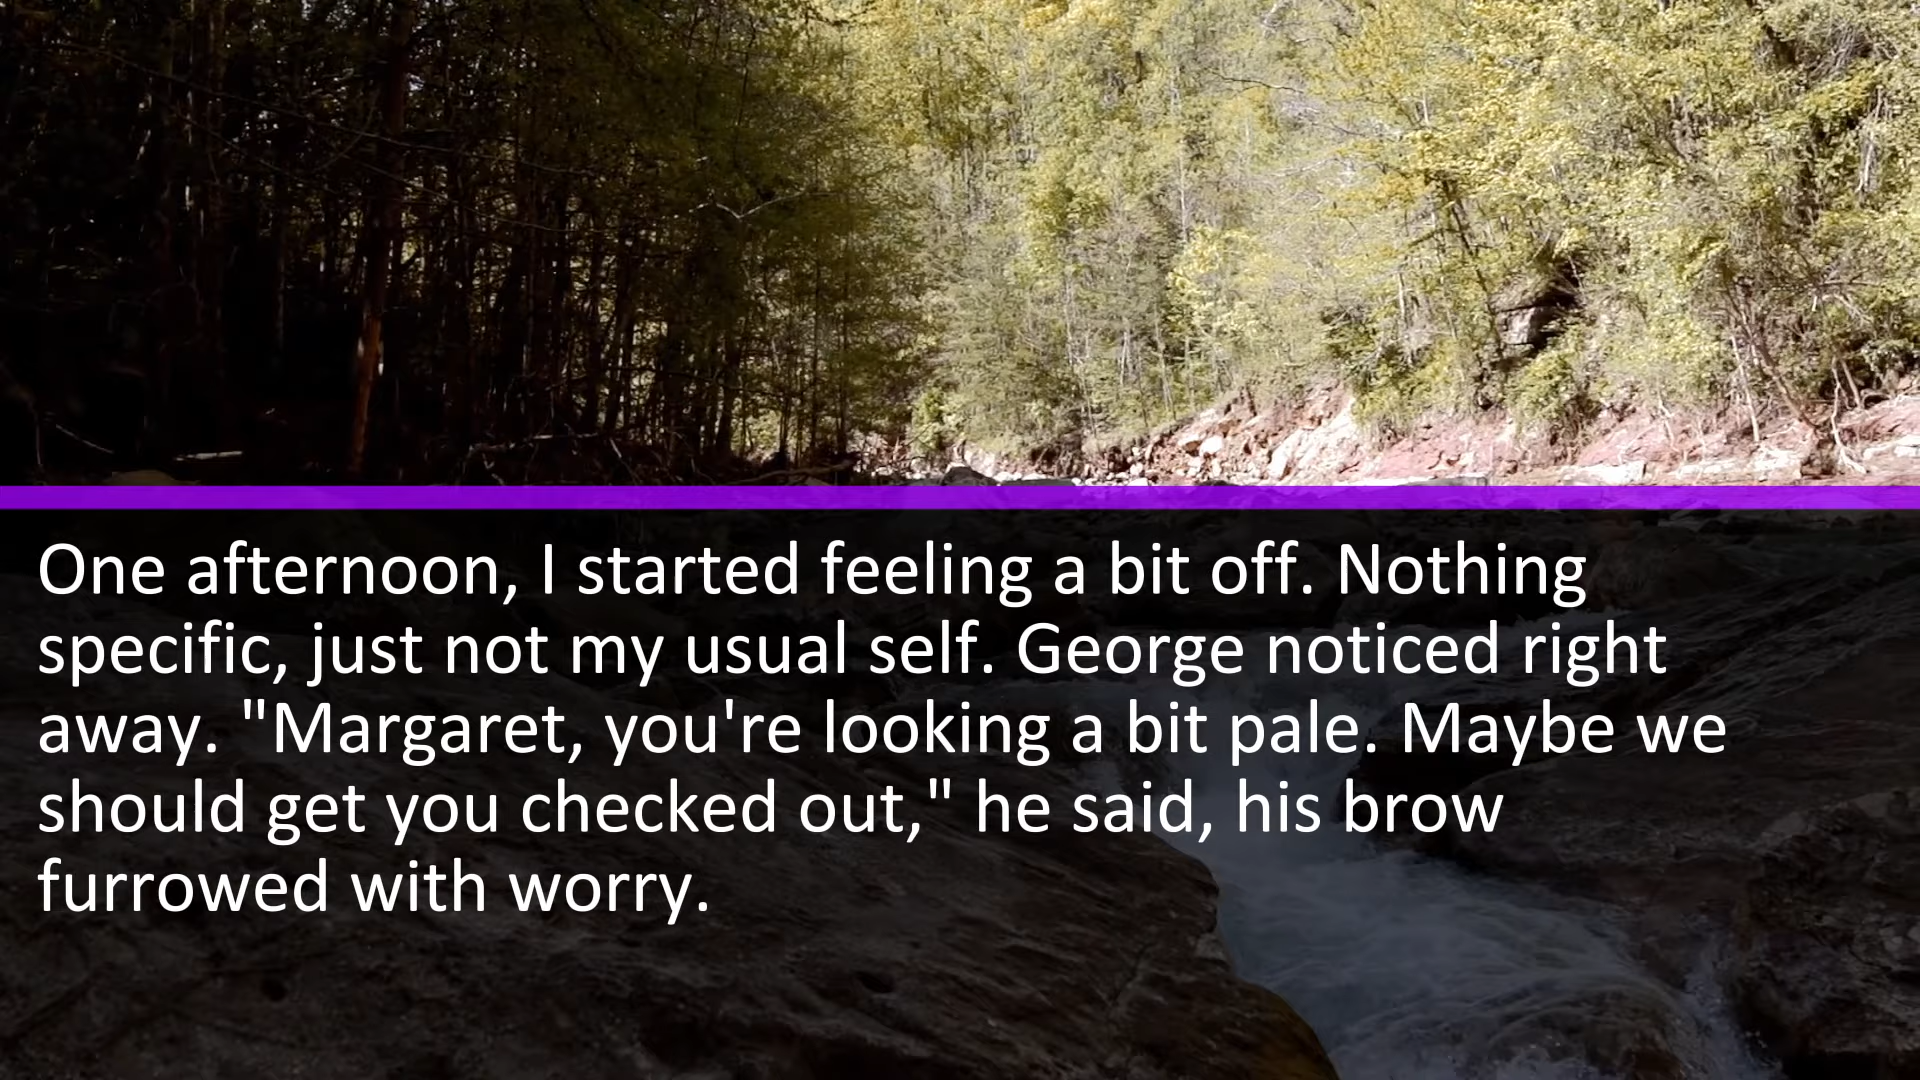 One afternoon, I started feeling a bit off. Nothing
specific, just not my usual self. George noticed right
away. "Margaret, you're looking a bit pale. Maybe we
should get you checked out," he said, his brow
furrowed with worry.